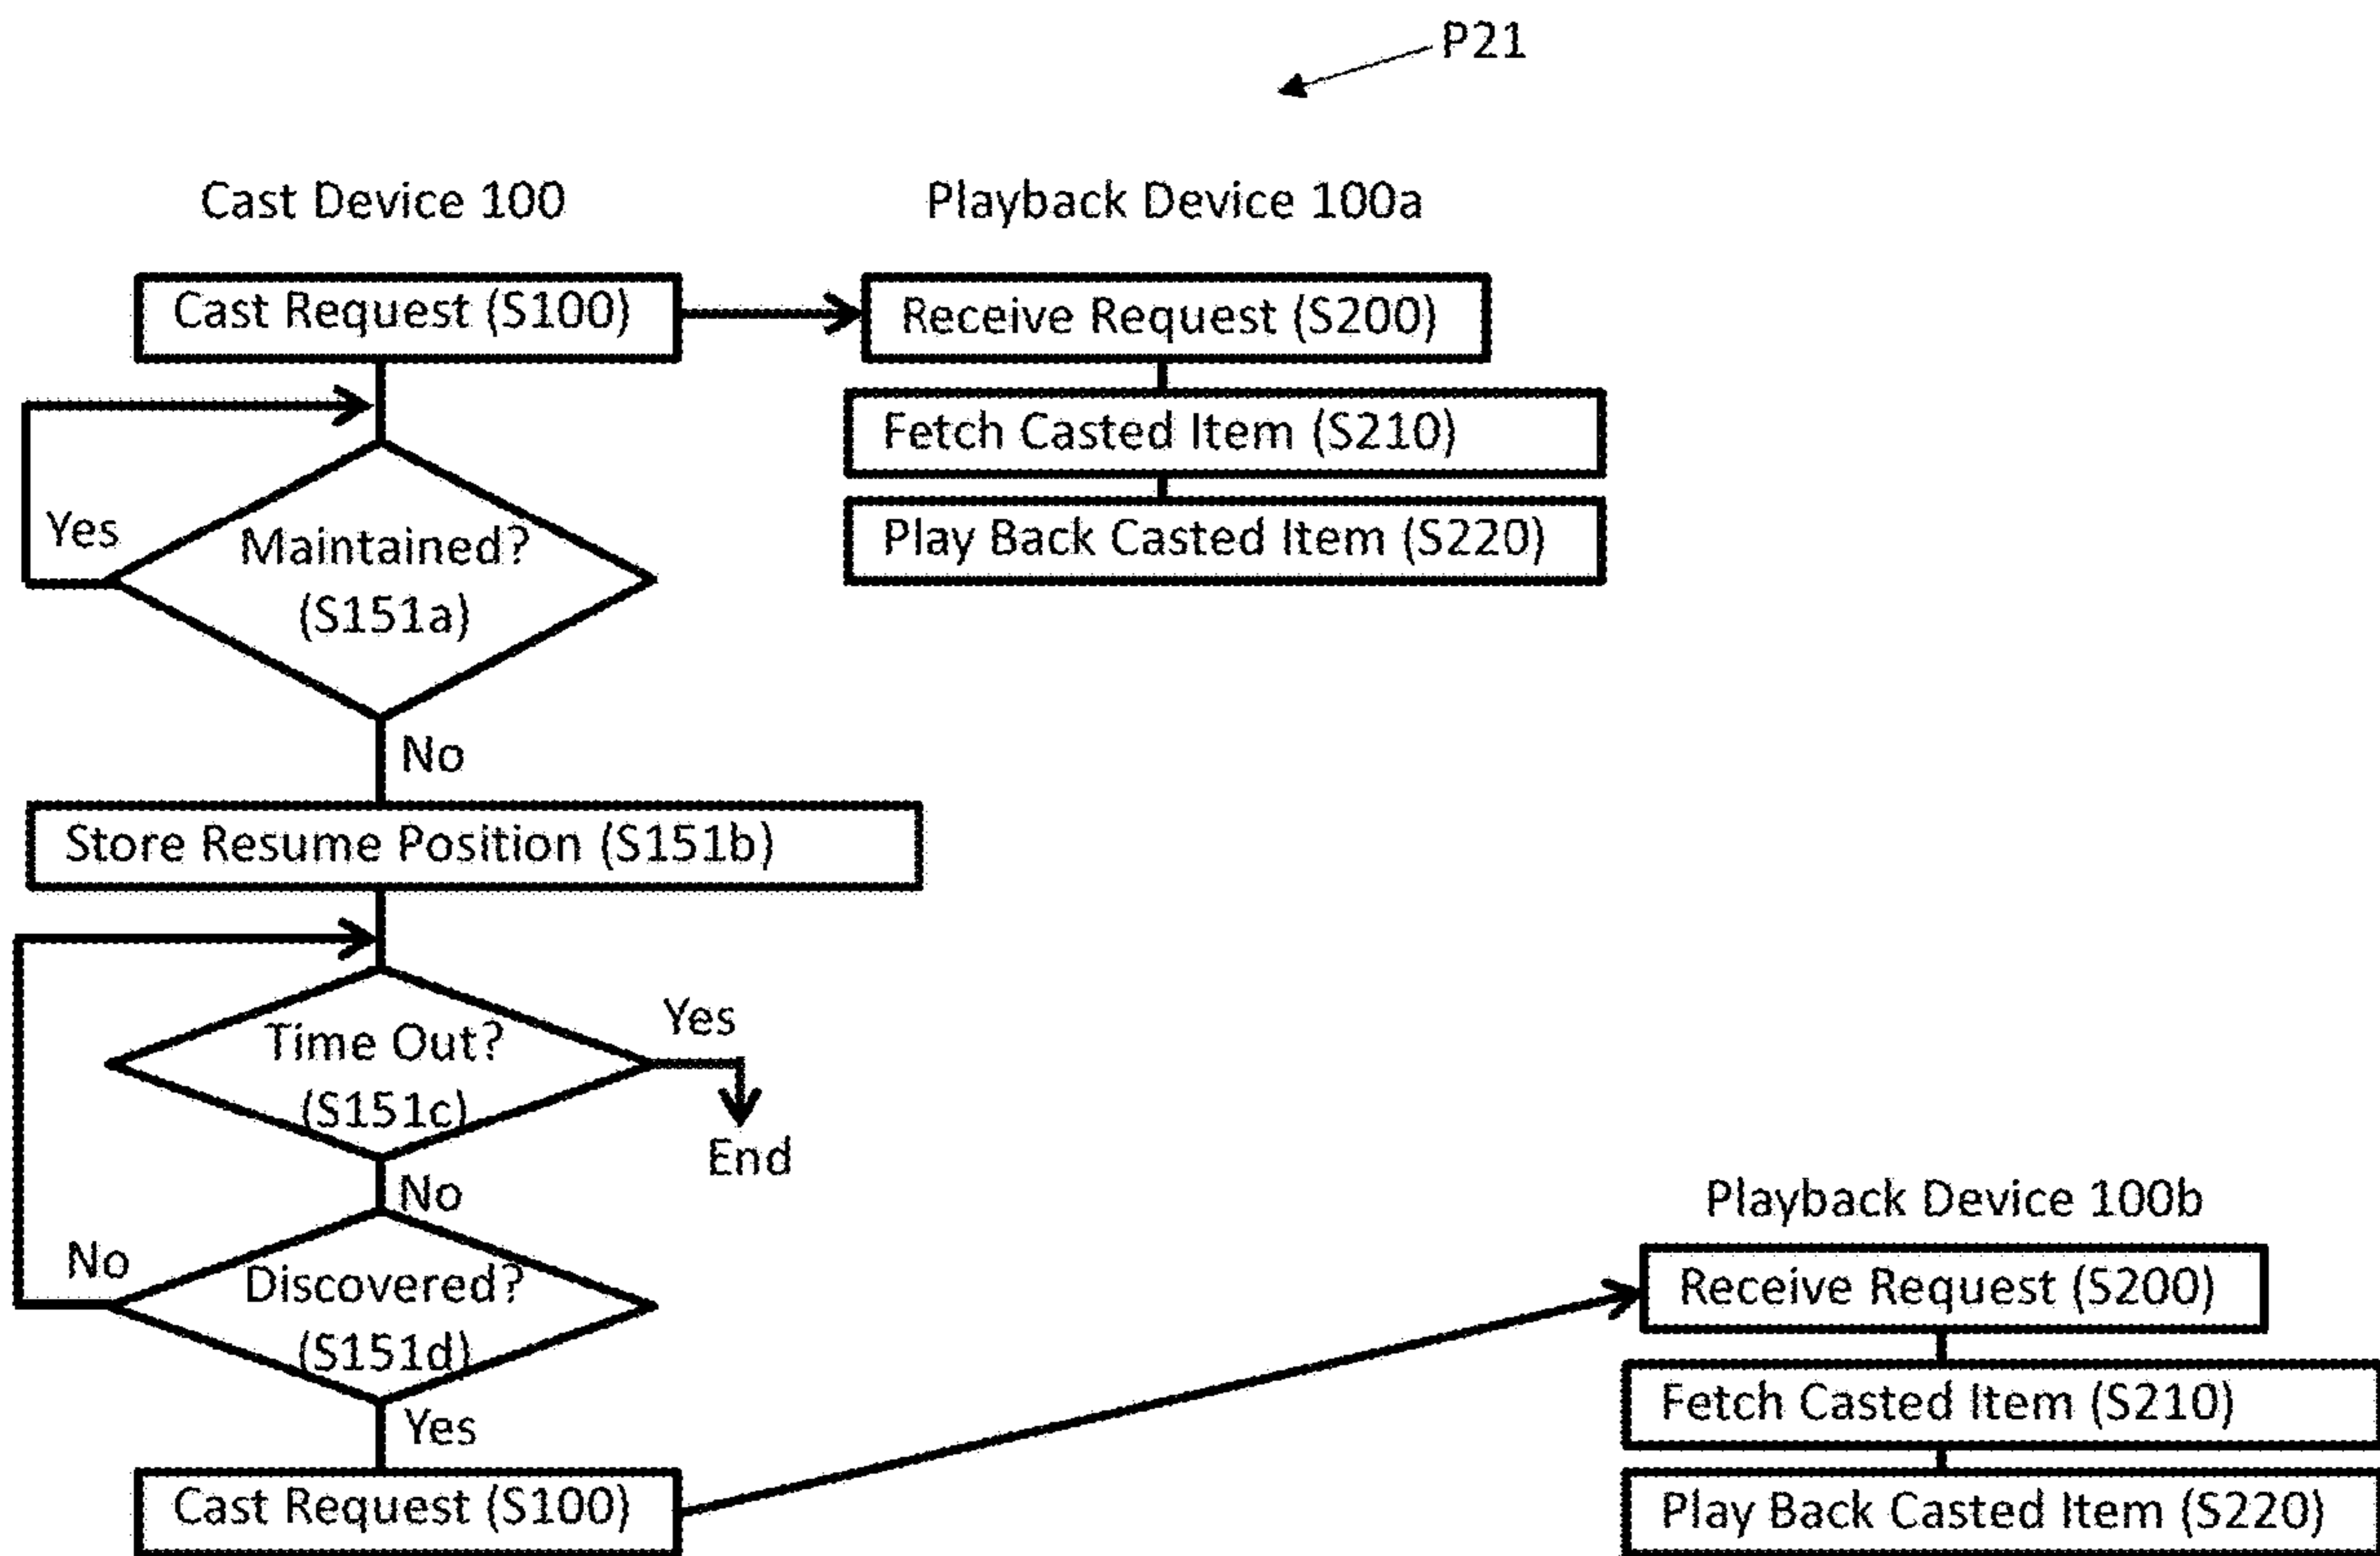 P21
Cast Device 100
Playback Device 100a
Cast Request (S100)
Receive Request (S200)
Fetch Casted Item (S210)
Play Back Casted Item (S220)
Yes
Maintained?
(S151a)
No
Store Resume Position (S151b)
Time Out?
(S151c)
Yes
End
No
Discovered?
(S151d)
No
Yes
Cast Request (S100)
Playback Device 100b
Receive Request (S200)
Fetch Casted Item (S210)
Play Back Casted Item (S220)